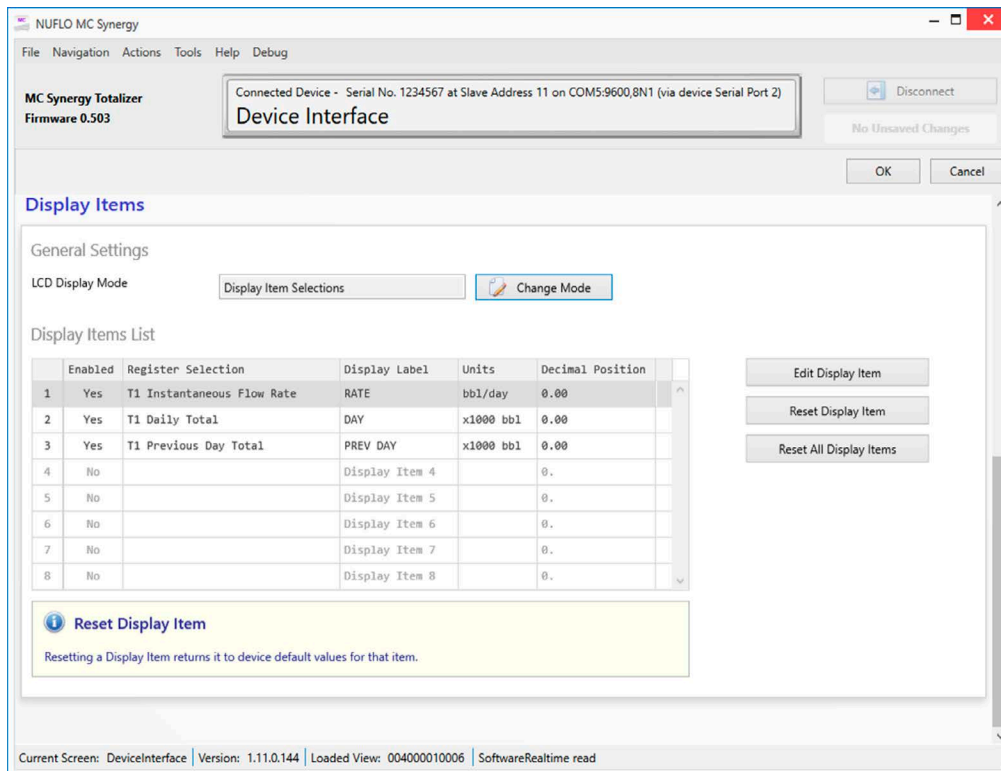 MC NUFLO MC Synergy
File Navigation Actions Tools Help Debug
MC Synergy Totalizer
Firmware 0.503
Connected Device - Serial No. 1234567 at Slave Address 11 on COM5:9600,8N1 (via device Serial Port 2)
Device Interface
Disconnect
No Unsaved Changes
OK Cancel
Display Items
General Settings
LCD Display Mode Display Item Selections Change Mode
Display Items List
Enabled Register Selection Display Label Units Decimal Position
1 Yes T1 Instantaneous Flow Rate RATE bbl/day 0.00
2 Yes T1 Daily Total DAY x1000 bbl 0.00
3 Yes T1 Previous Day Total PREV DAY x1000 bbl 0.00
4 No Display Item 4 0.
5 No Display Item 5 0.
6 No Display Item 6 0.
7 No Display Item 7 0.
8 No Display Item 8 0.
Edit Display Item
Reset Display Item
Reset All Display Items
Reset Display Item
Resetting a Display Item returns it to device default values for that item.
Current Screen: DeviceInterface Version: 1.11.0.144 Loaded View: 004000010006 SoftwareRealtime read